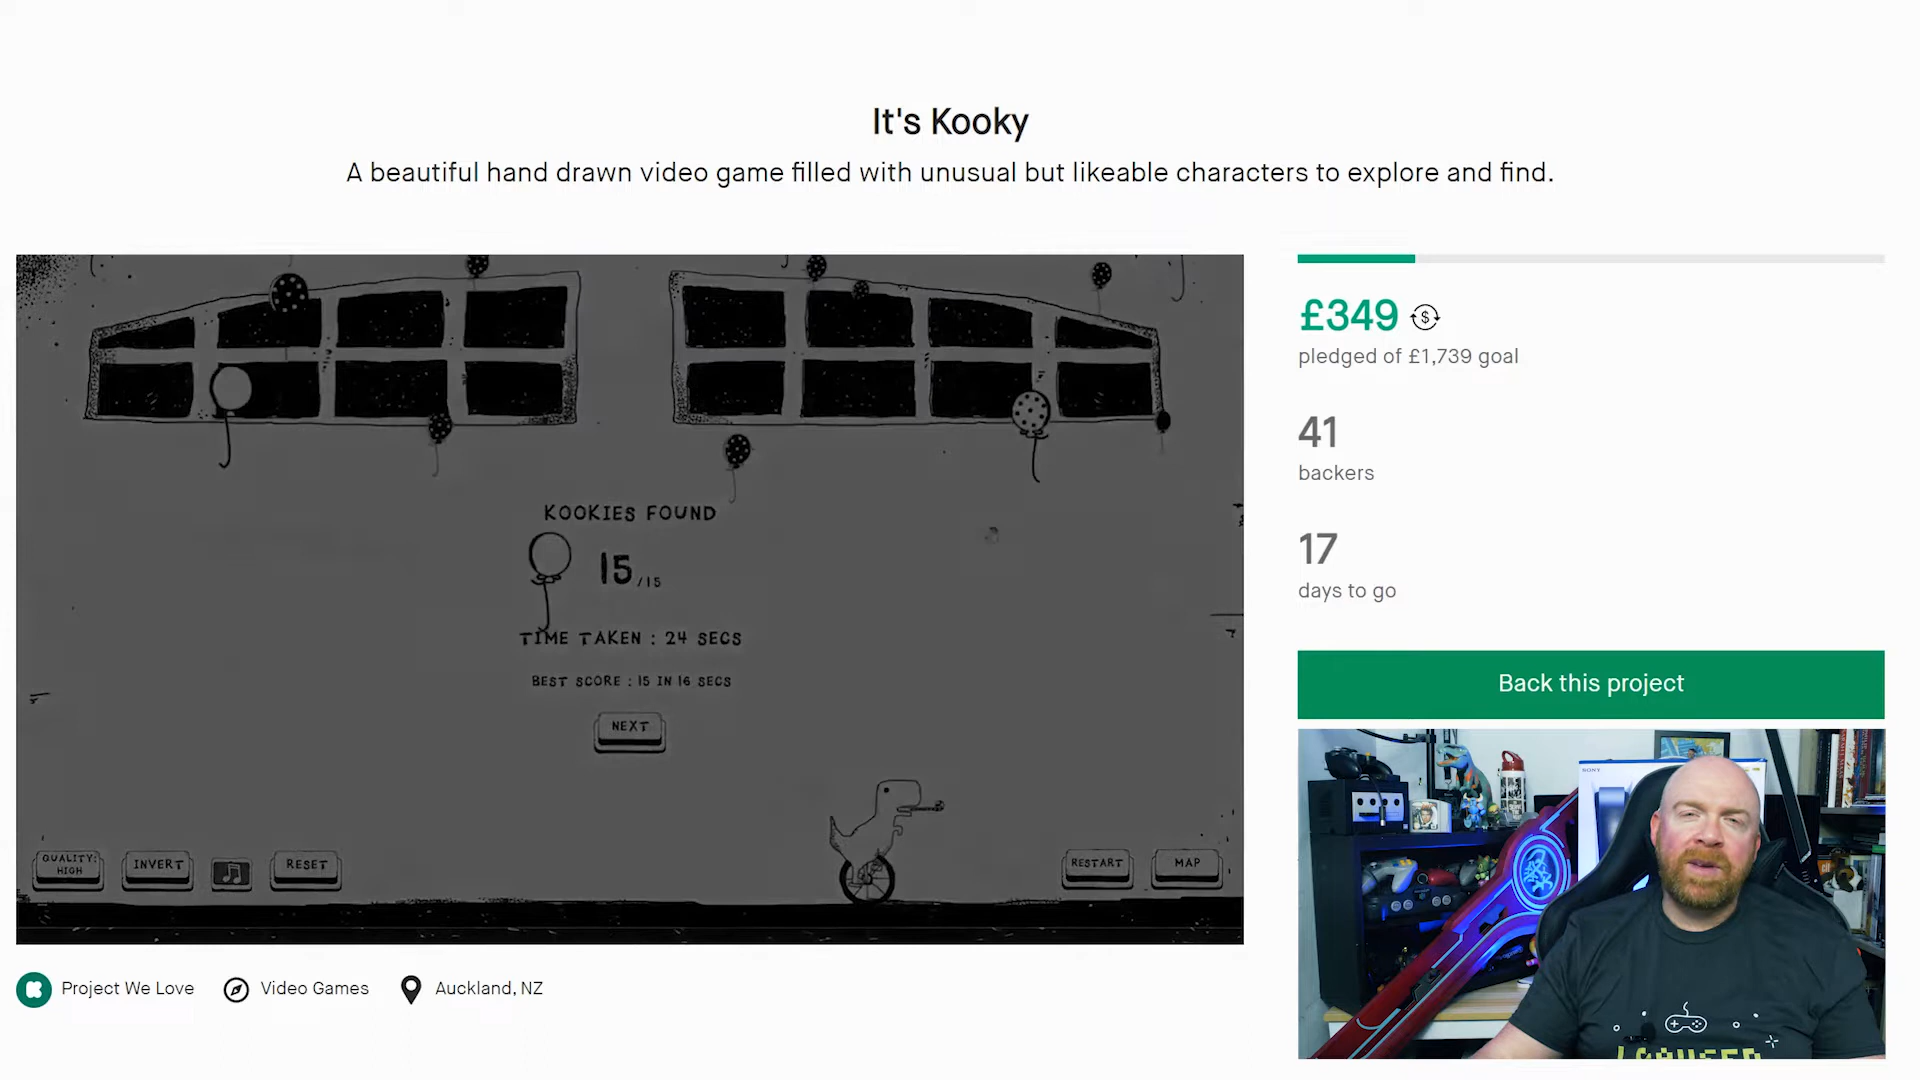 It's Kooky
A beautiful hand drawn video game filled with unusual but likeable characters to explore and find.
KOOKIES FOUND
15/15
TIME TAKEN : 24 SECS
BEST SCORE : 15 IN 16 SECS
NEXT
QUALITY:
HIGH
INVERT
RESET
RESTART
MAP
£349
pledged of £1,739 goal
41
backers
17
days to go
Back this project
SONY
Project We Love
Video Games
Auckland, NZ